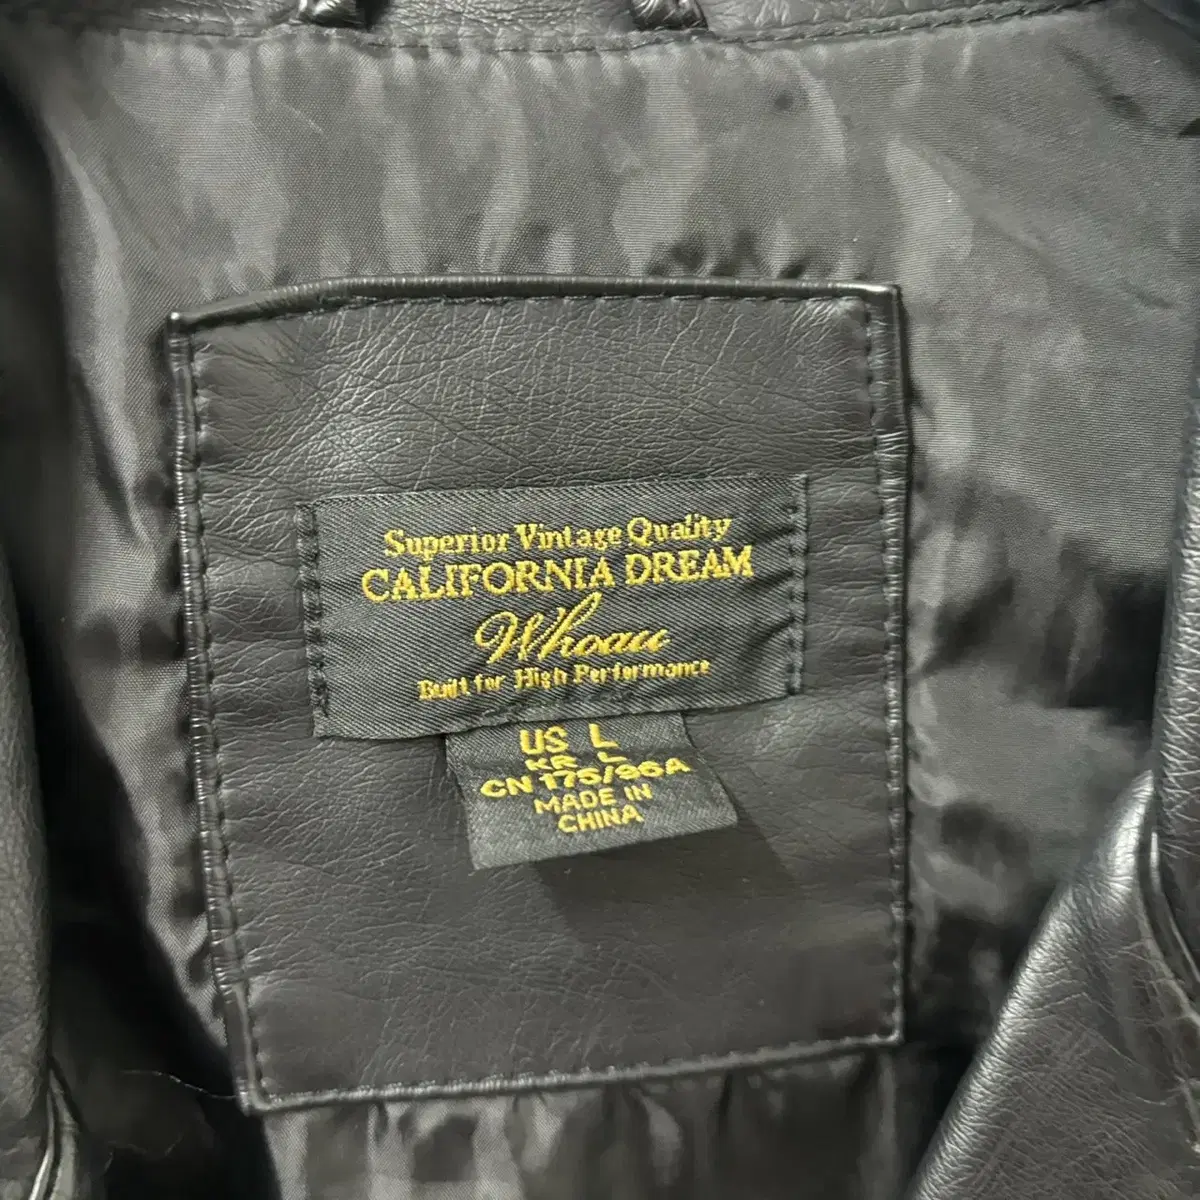 Superior Vintage Quality
CALIFORNIA DREAM
Whoau
Built for High Performance
US L
KR L
CN 175/96A
MADE IN
CHINA